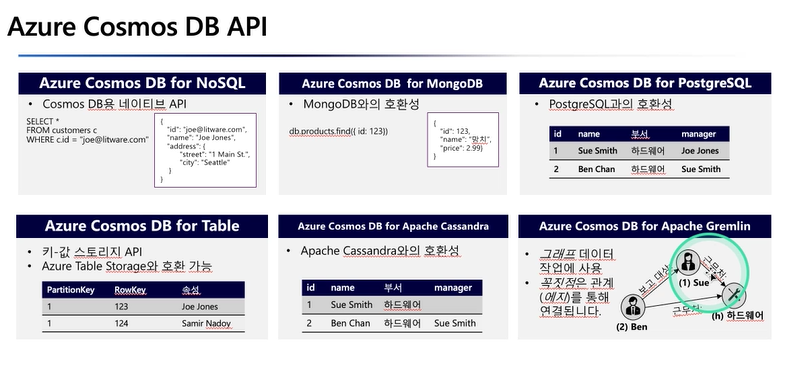 Azure Cosmos DB API
Azure Cosmos DB for NoSQL
• Cosmos DB용 네이티브 API
SELECT *
FROM customers c
WHERE c.id = "joe@litware.com"
{
"id": "joe@litware.com",
"name": "Joe Jones",
"address": {
"street": "1 Main St.",
"city": "Seattle"
}
}
Azure Cosmos DB for MongoDB
• MongoDB와의 호환성
db.products.find({ id: 123})
{
"id": 123,
"name": "망치",
"price": 2.99}
}
Azure Cosmos DB for PostgreSQL
• PostgreSQL과의 호환성
id name 부서 manager
1 Sue Smith 하드웨어 Joe Jones
2 Ben Chan 하드웨어 Sue Smith
Azure Cosmos DB for Table
• 키-값 스토리지 API
• Azure Table Storage와 호환 가능
PartitionKey RowKey 속성
1 123 Joe Jones
1 124 Samir Nadoy
Azure Cosmos DB for Apache Cassandra
• Apache Cassandra와의 호환성
id name 부서 manager
1 Sue Smith 하드웨어
2 Ben Chan 하드웨어 Sue Smith
Azure Cosmos DB for Apache Gremlin
• 그래프 데이터
작업에 사용
• 꼭짓점은 관계
(에지)를 통해
연결됩니다.
보고 대상
근무처
(1) Sue
근무처
(2) Ben
(h) 하드웨어